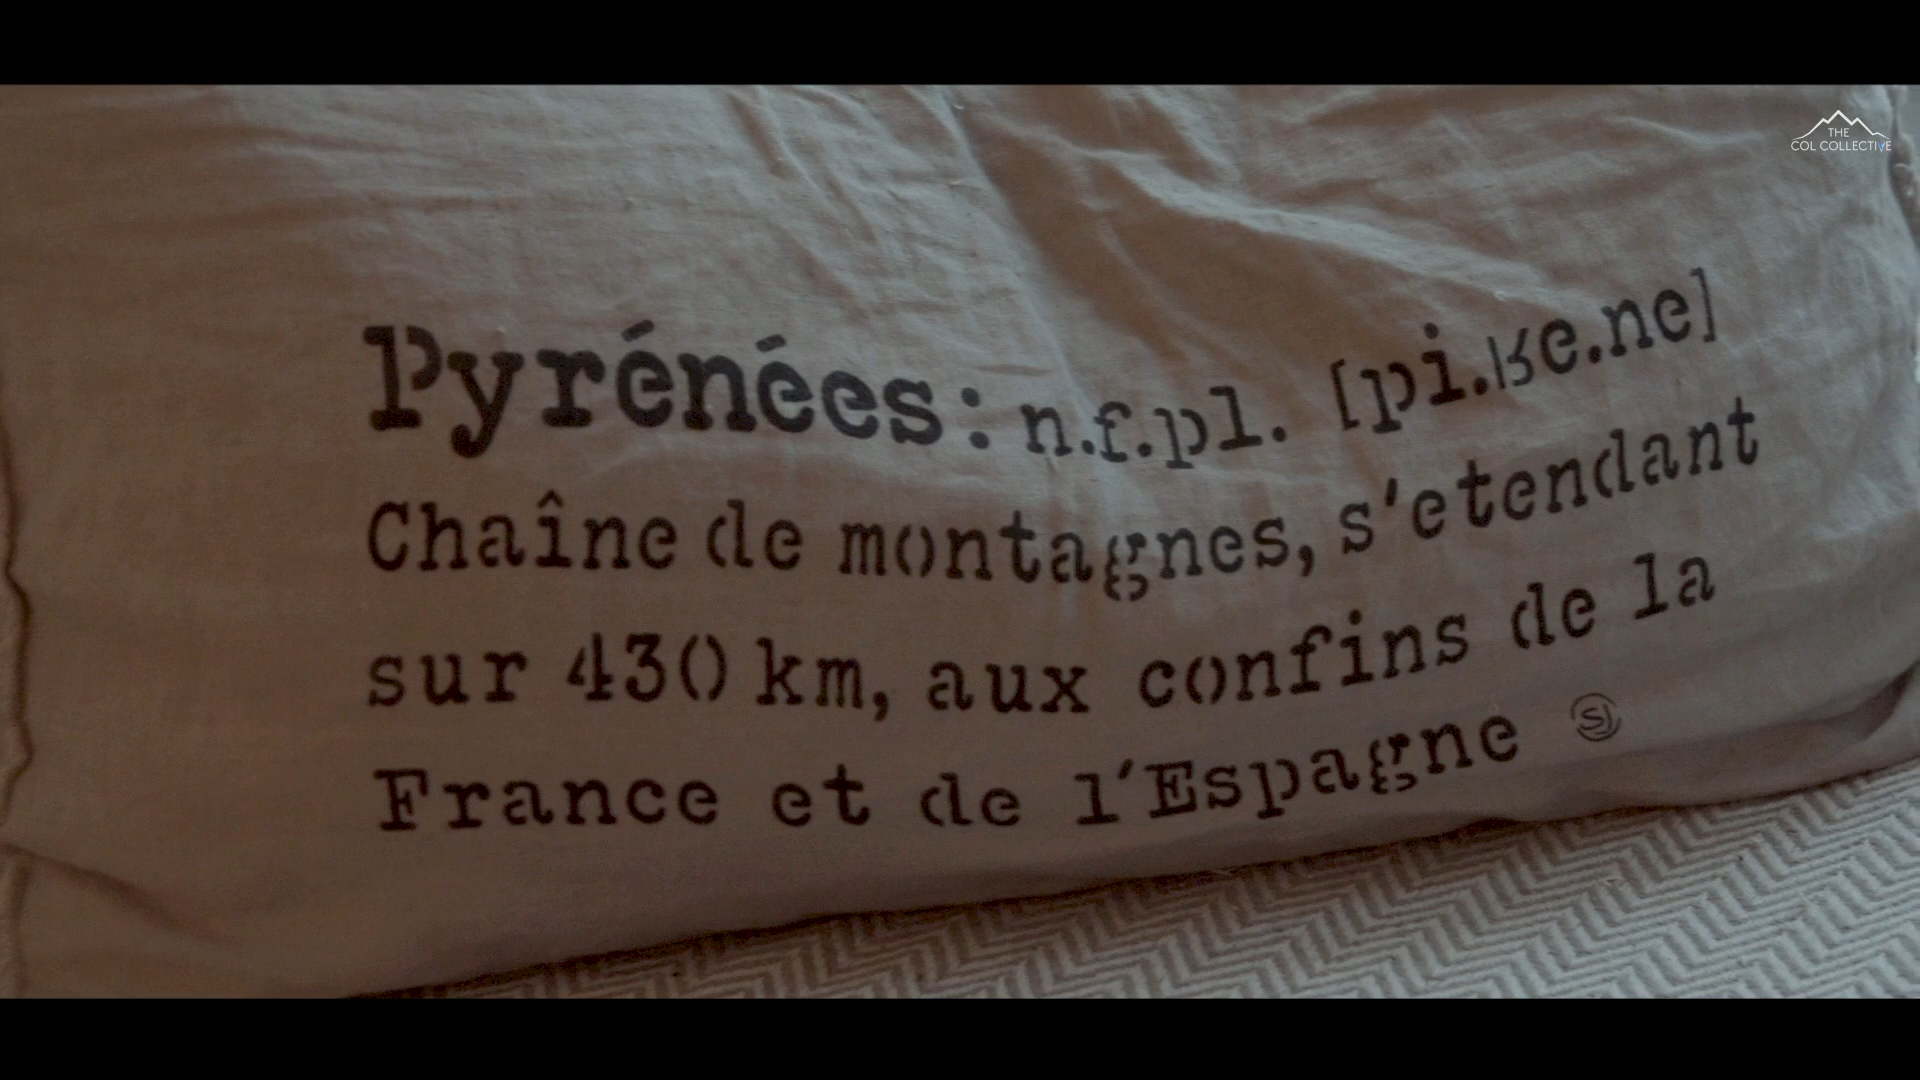 THE
COL COLLECTIVE
Pyrénées: n.f.pl. [pi.ʁe.ne]
Chaîne de montagnes, s'etendant
sur 430 km, aux confins de la
France et de l'Espagne